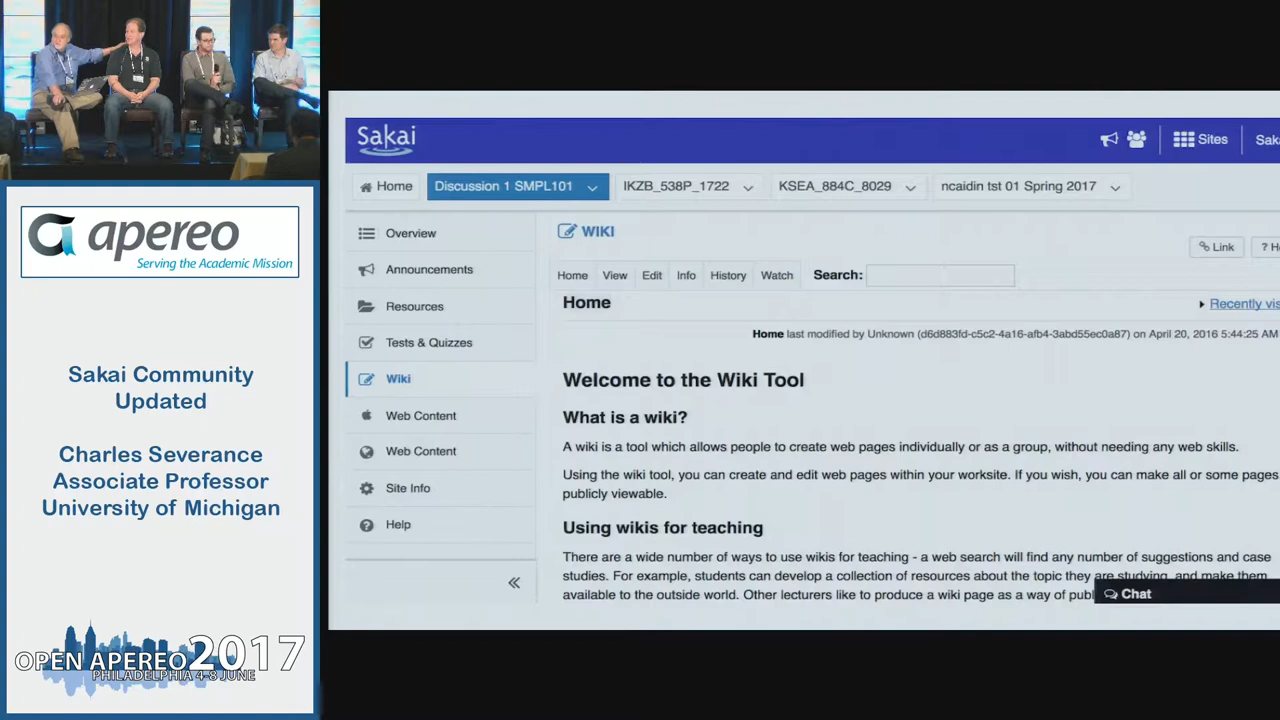 apereo
Serving the Academic Mission
Sakai Community
Updated
Charles Severance
Associate Professor
University of Michigan
OPEN APEREO 2017
PHILADELPHIA 4-8 JUNE
Sakai
Sites
Sak
Home
Discussion 1 SMPL101
IKZB_538P_1722
KSEA_884C_8029
ncaidin tst 01 Spring 2017
Overview
Announcements
Resources
Tests & Quizzes
Wiki
Web Content
Web Content
Site Info
Help
WIKI
Link
? He
Home View Edit Info History Watch Search:
Home
Recently vis
Home last modified by Unknown (d6d883fd-c5c2-4a16-afb4-3abd55ec0a87) on April 20, 2016 5:44:25 AM
Welcome to the Wiki Tool
What is a wiki?
A wiki is a tool which allows people to create web pages individually or as a group, without needing any web skills.
Using the wiki tool, you can create and edit web pages within your worksite. If you wish, you can make all or some pages
publicly viewable.
Using wikis for teaching
There are a wide number of ways to use wikis for teaching - a web search will find any number of suggestions and case
studies. For example, students can develop a collection of resources about the topic they are studying, and make them
available to the outside world. Other lecturers like to produce a wiki page as a way of publ
Chat